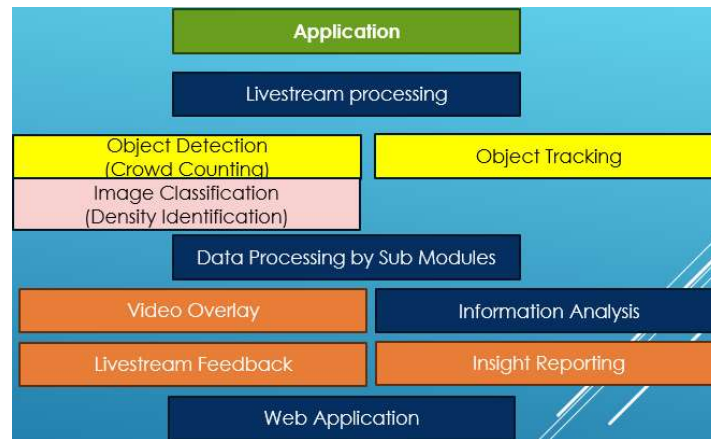 Application
Livestream processing
Object Detection
(Crowd Counting)
Object Tracking
Image Classification
(Density Identification)
Data Processing by Sub Modules
Video Overlay
Information Analysis
Livestream Feedback
Insight Reporting
Web Application